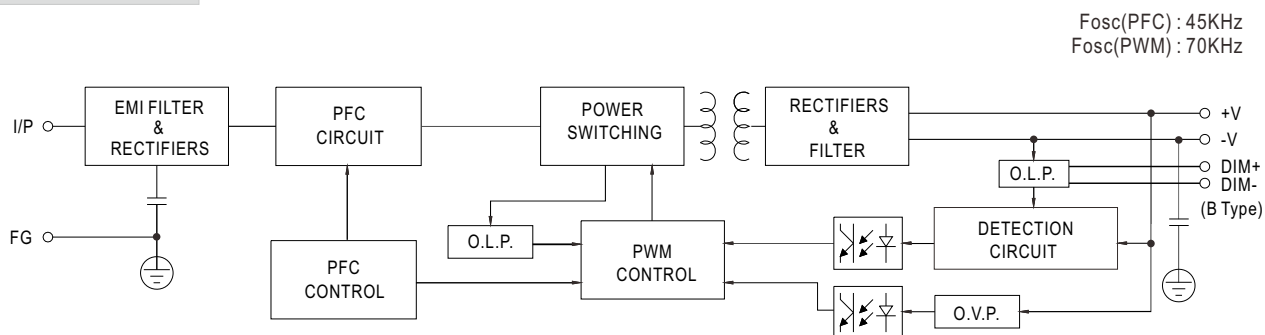 Fosc(PFC) : 45KHz
Fosc(PWM) : 70KHz
I/P
EMI FILTER
&
RECTIFIERS
PFC
CIRCUIT
POWER
SWITCHING
RECTIFIERS
&
FILTER
+V
-V
DIM+
DIM-
(B Type)
O.L.P.
FG
O.L.P.
PFC
CONTROL
PWM
CONTROL
DETECTION
CIRCUIT
O.V.P.